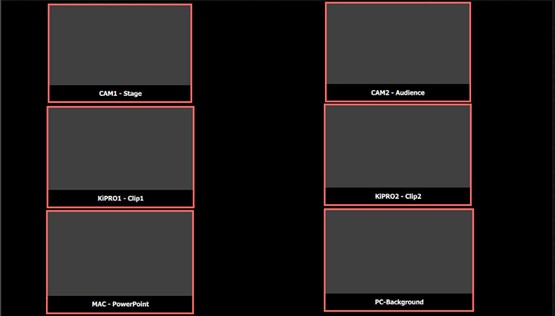 CAM1 - Stage
CAM2 - Audience
KiPRO1 - Clip1
KiPRO2 - Clip2
MAC - PowerPoint
PC-Background